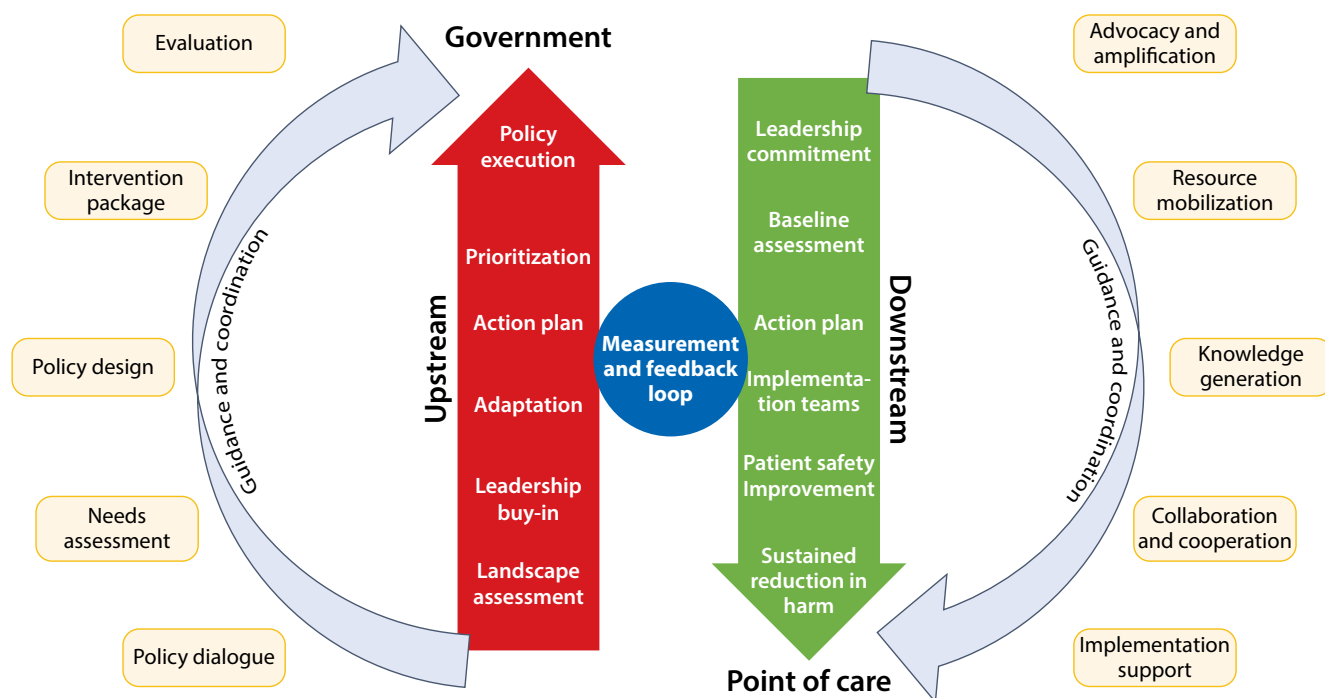 Evaluation
Intervention
package
Policy design
Needs
assessment
Policy dialogue
Guidance and coordination
Government
Upstream
Policy
execution
Prioritization
Action plan
Adaptation
Leadership
buy-in
Landscape
assessment
Measurement
and feedback
loop
Leadership
commitment
Baseline
assessment
Action plan
Implementa-
tion teams
Patient safety
Improvement
Sustained
reduction in
harm
Downstream
Point of care
Guidance and coordination
Advocacy and
amplification
Resource
mobilization
Knowledge
generation
Collaboration
and cooperation
Implementation
support